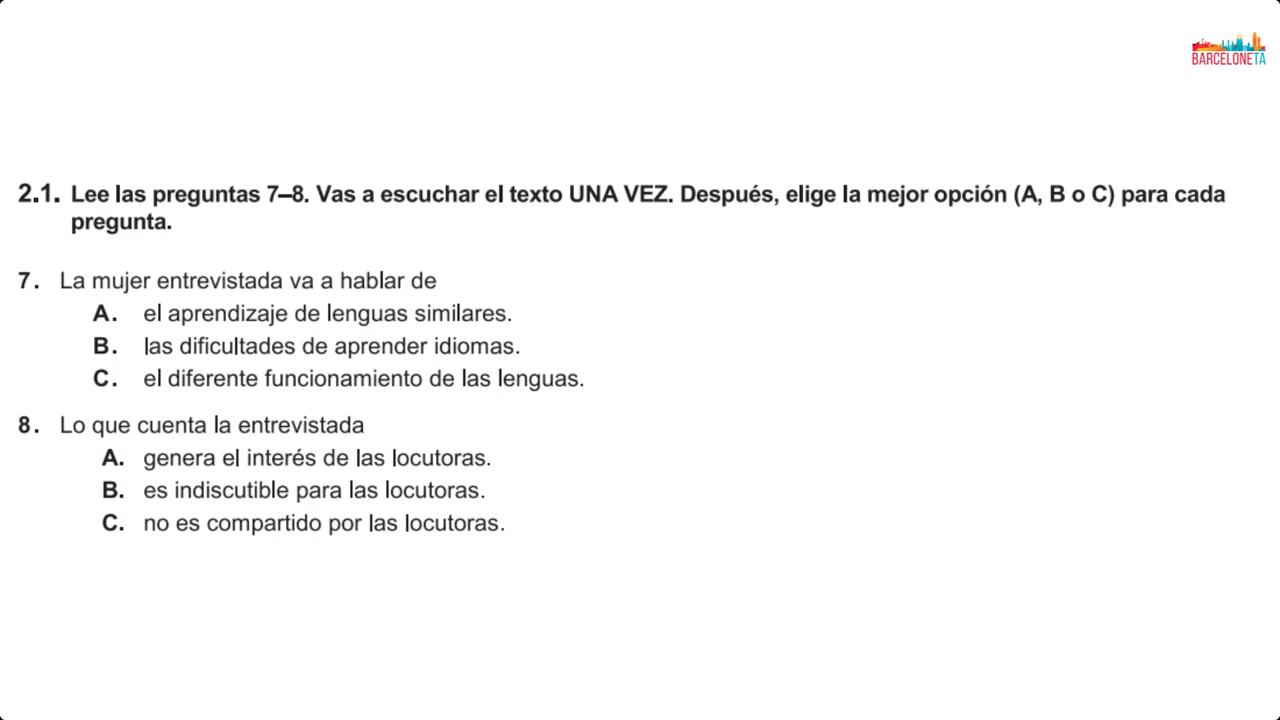 BARCELONETA
2.1. Lee las preguntas 7–8. Vas a escuchar el texto UNA VEZ. Después, elige la mejor opción (A, B o C) para cada
pregunta.
7. La mujer entrevistada va a hablar de
A. el aprendizaje de lenguas similares.
B. las dificultades de aprender idiomas.
C. el diferente funcionamiento de las lenguas.
8. Lo que cuenta la entrevistada
A. genera el interés de las locutoras.
B. es indiscutible para las locutoras.
C. no es compartido por las locutoras.